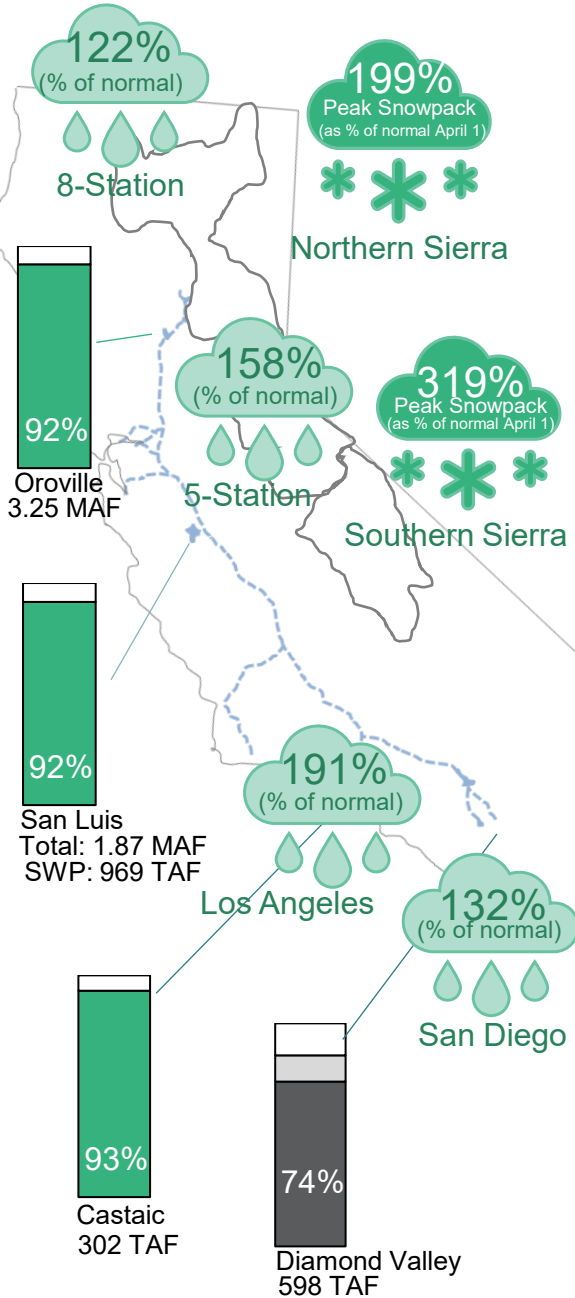 122%
(% of normal)
8-Station
199%
Peak Snowpack
(as % of normal April 1)
Northern Sierra
92%
Oroville
3.25 MAF
158%
(% of normal)
5-Station
319%
Peak Snowpack
(as % of normal April 1)
Southern Sierra
92%
San Luis
Total: 1.87 MAF
SWP: 969 TAF
191%
(% of normal)
Los Angeles
132%
(% of normal)
San Diego
93%
Castaic
302 TAF
74%
Diamond Valley
598 TAF